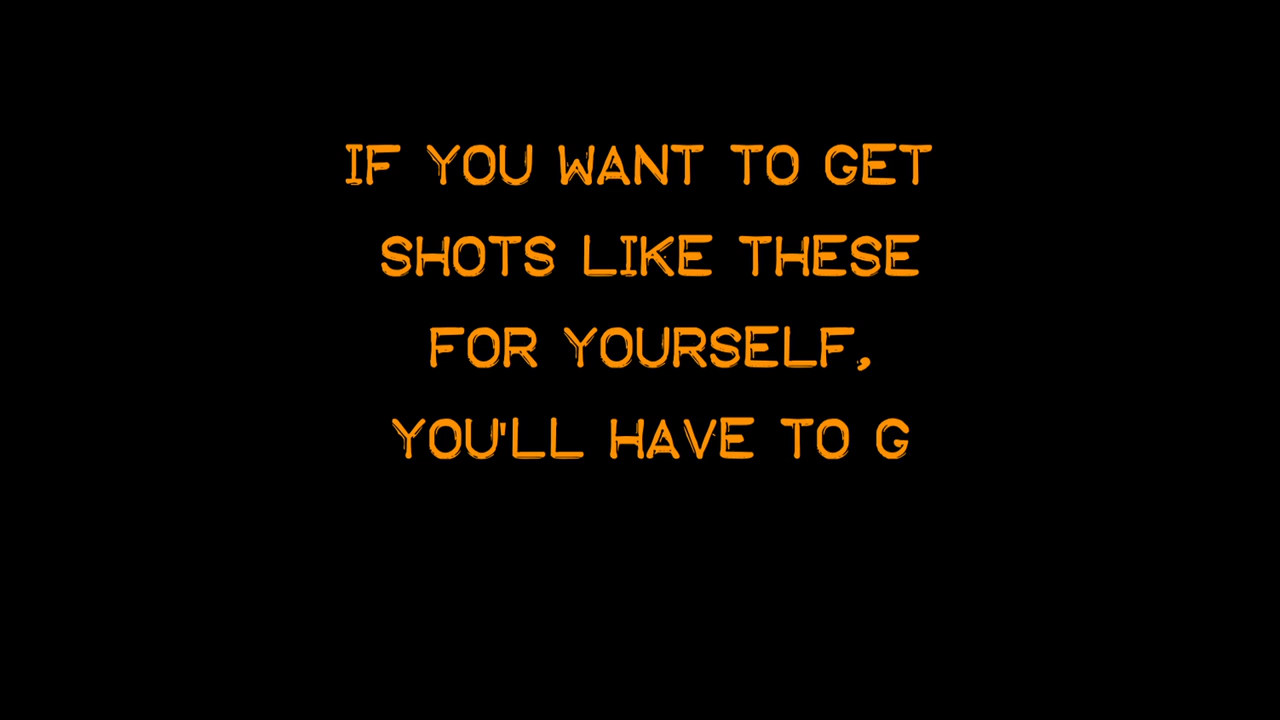 IF YOU WANT TO GET
SHOTS LIKE THESE
FOR YOURSELF,
YOU'LL HAVE TO G